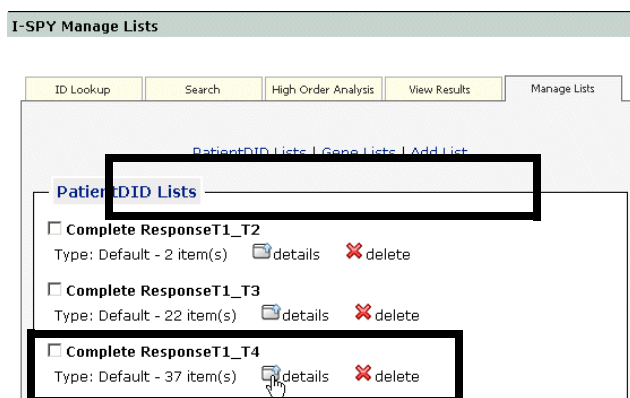 I-SPY Manage Lists
ID Lookup Search High Order Analysis View Results Manage Lists
PatientDID Lists | Gene Lists | Add List
PatientDID Lists
Complete ResponseT1_T2
Type: Default - 2 item(s) details delete
Complete ResponseT1_T3
Type: Default - 22 item(s) details delete
Complete ResponseT1_T4
Type: Default - 37 item(s) details delete